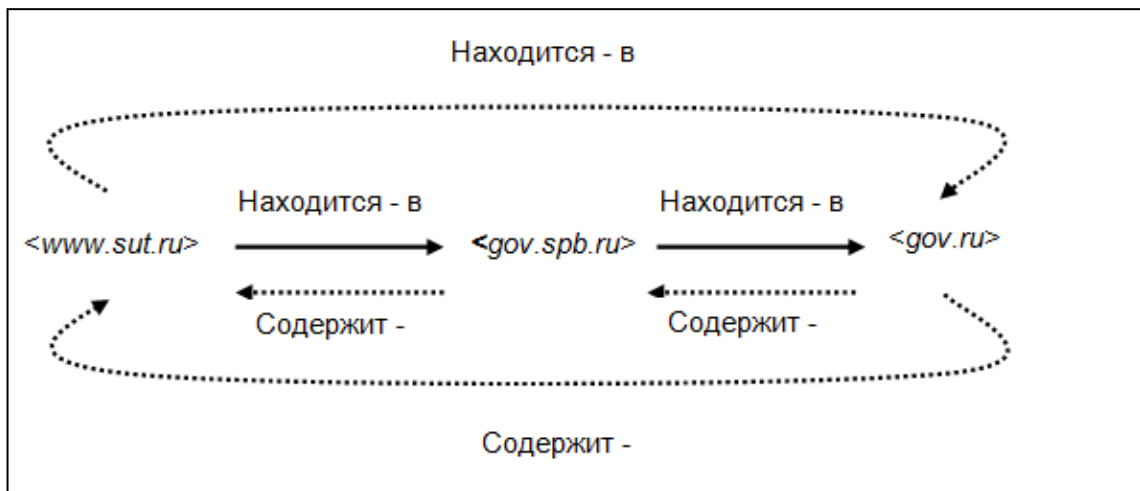 Находится - в
Находится - в Находится - в
<www.sut.ru> <gov.spb.ru> <gov.ru>
Содержит - Содержит -
Содержит -